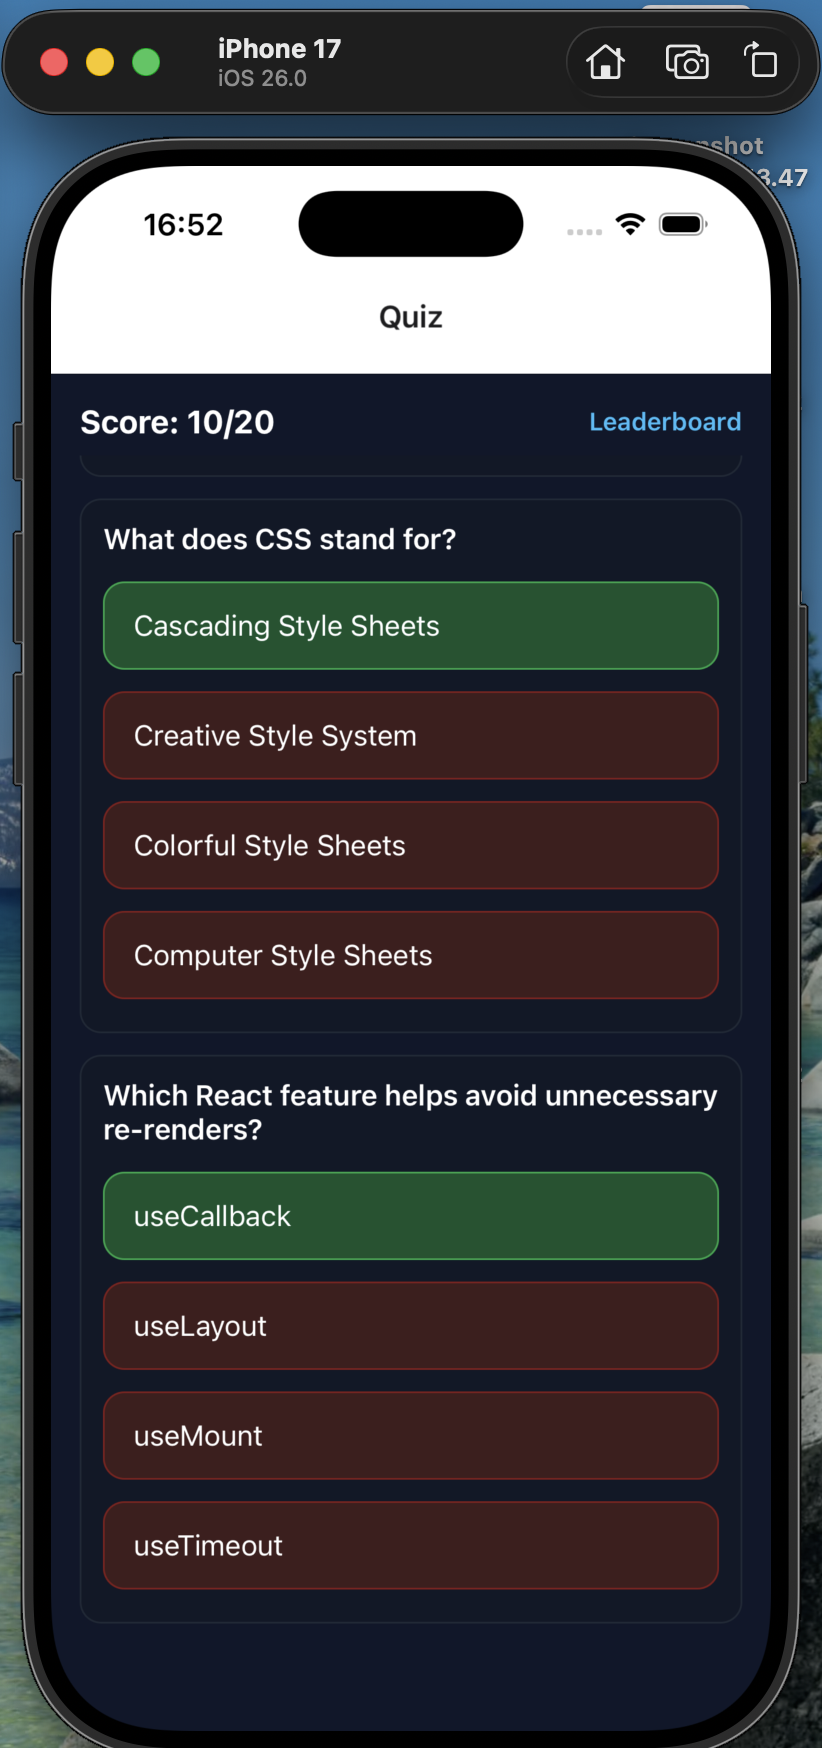 iPhone 17
iOS 26.0
shot
3.47
16:52
Quiz
Score: 10/20
Leaderboard
What does CSS stand for?
Cascading Style Sheets
Creative Style System
Colorful Style Sheets
Computer Style Sheets
Which React feature helps avoid unnecessary
re-renders?
useCallback
useLayout
useMount
useTimeout